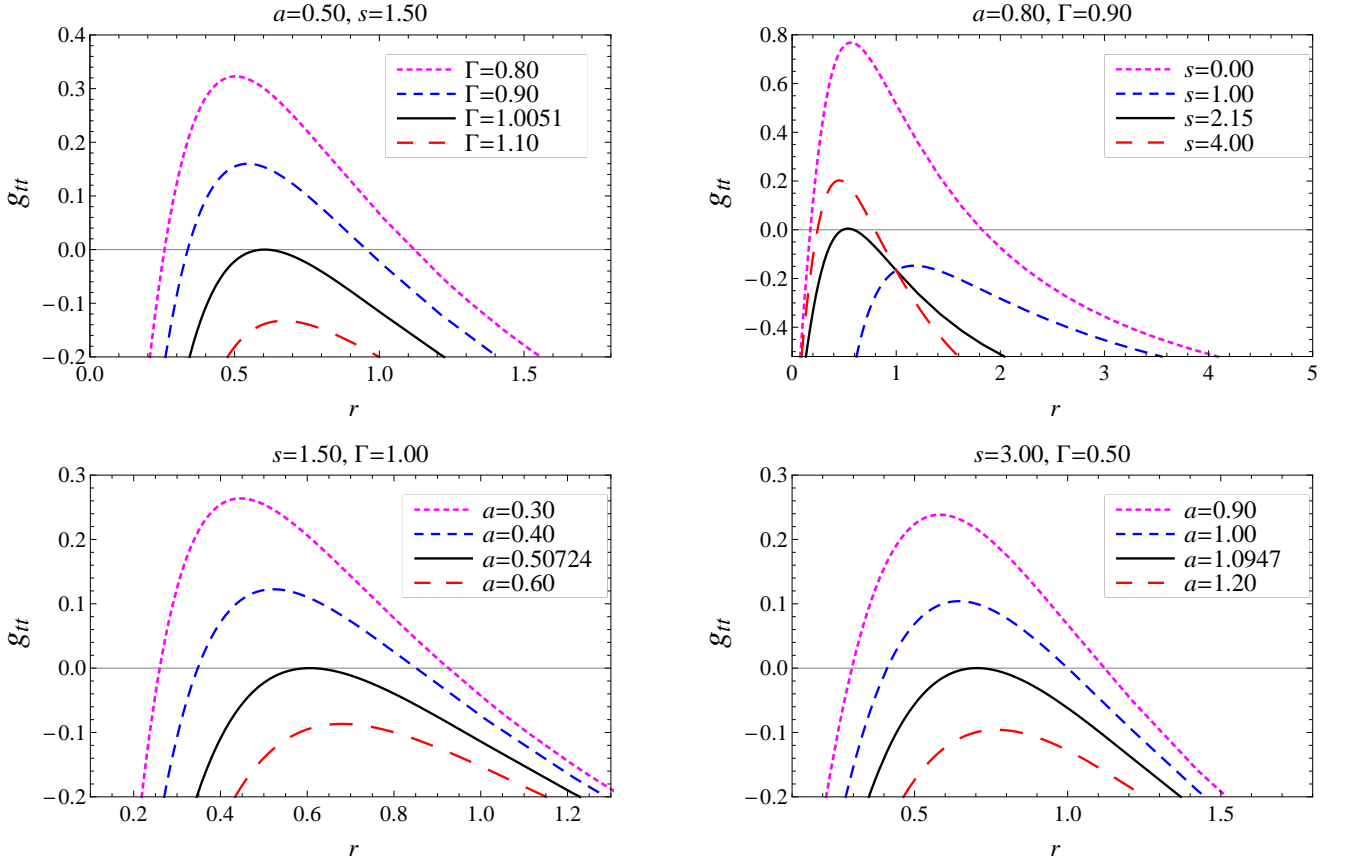 a=0.50, s=1.50
0.4
0.3
0.2
0.1
0.0
−0.1
−0.2
g_tt
Γ=0.80
Γ=0.90
Γ=1.0051
Γ=1.10
0.0 0.5 1.0 1.5
r
a=0.80, Γ=0.90
0.8
0.6
0.4
0.2
0.0
−0.2
−0.4
g_tt
s=0.00
s=1.00
s=2.15
s=4.00
0 1 2 3 4 5
r
s=1.50, Γ=1.00
0.3
0.2
0.1
0.0
−0.1
−0.2
g_tt
a=0.30
a=0.40
a=0.50724
a=0.60
0.2 0.4 0.6 0.8 1.0 1.2
r
s=3.00, Γ=0.50
0.3
0.2
0.1
0.0
−0.1
−0.2
g_tt
a=0.90
a=1.00
a=1.0947
a=1.20
0.5 1.0 1.5
r